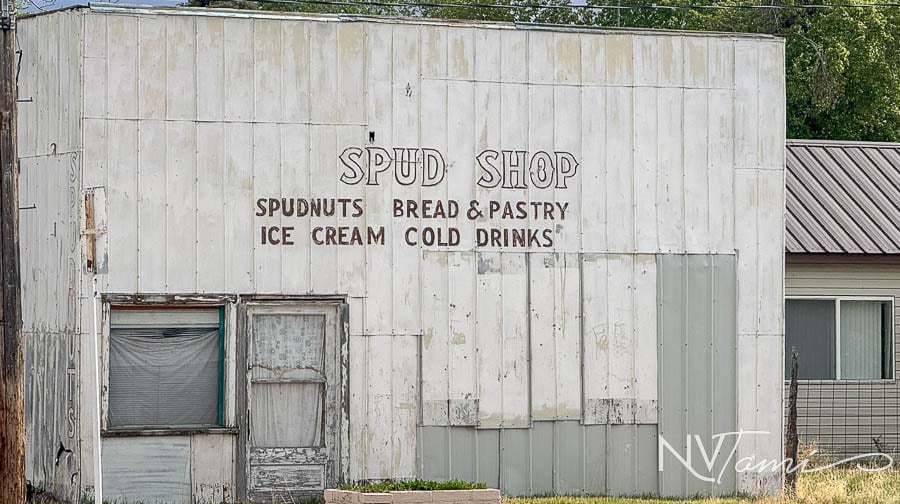 SPUD SHOP
SPUDNUTS BREAD & PASTRY
ICE CREAM COLD DRINKS
NVTami